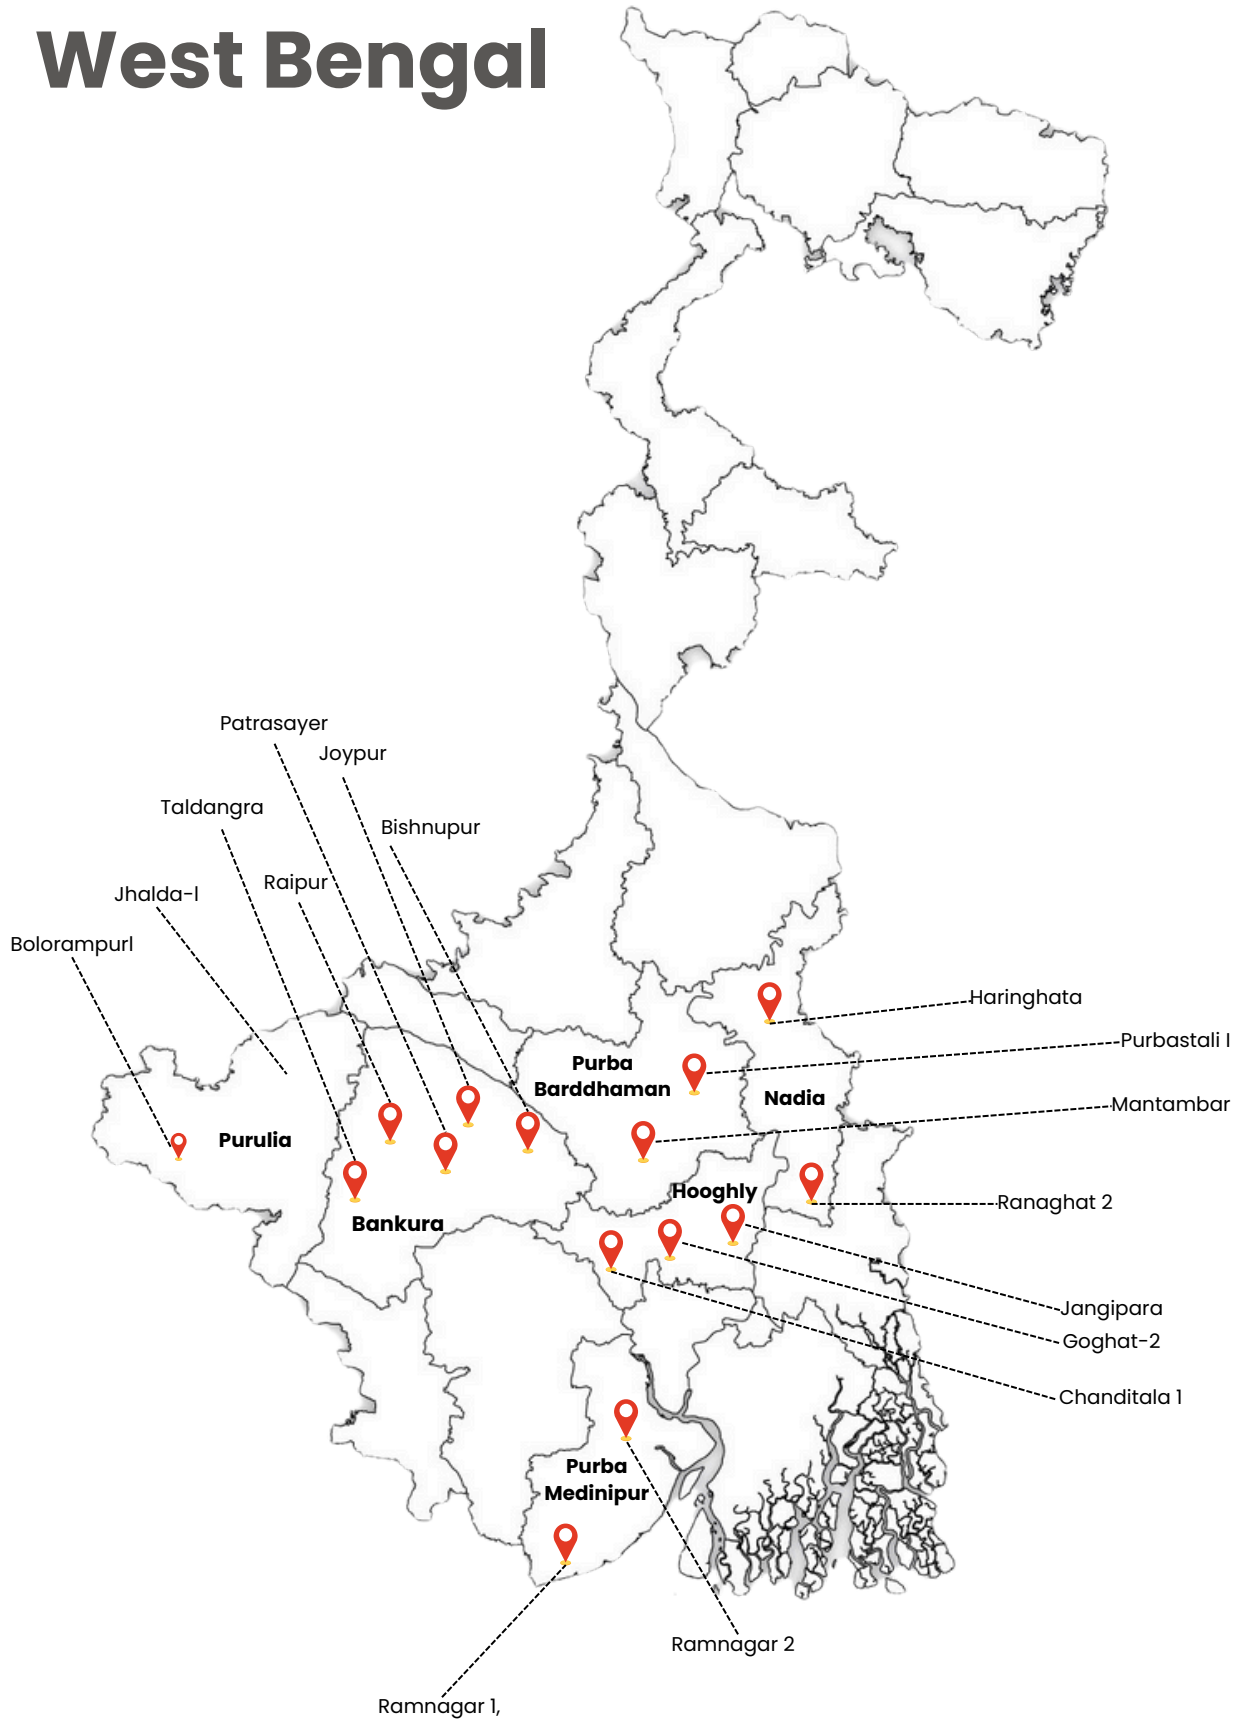 West Bengal
Patrasayer
Joypur
Taldangra
Bishnupur
Raipur
Jhalda-I
BolorampurI
Haringhata
Purbastali I
Purba
Barddhaman
Nadia
Mantambar
Purulia
Hooghly
Ranaghat 2
Bankura
Jangipara
Goghat-2
Chanditala 1
Purba
Medinipur
Ramnagar 2
Ramnagar 1,